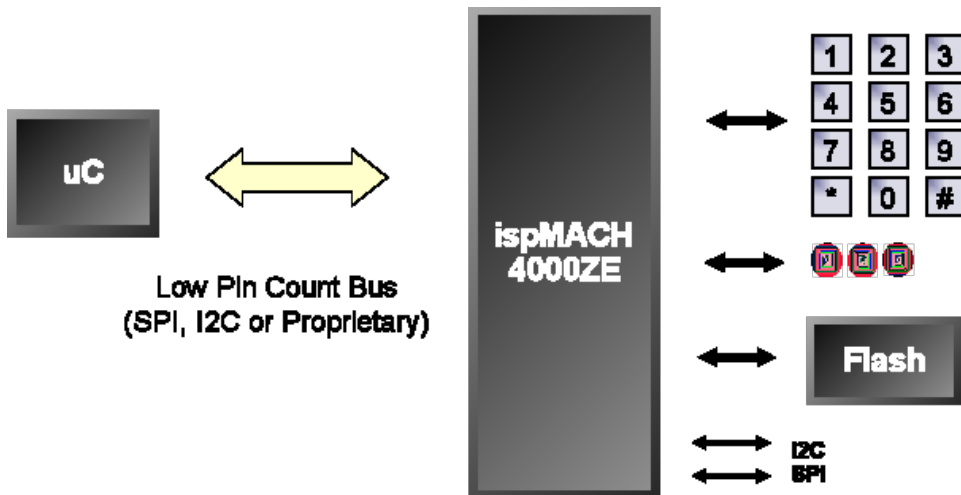 uC
Low Pin Count Bus
(SPI, I2C or Proprietary)
ispMACH
4000ZE
1 2 3
4 5 6
7 8 9
* 0 #
Flash
I2C
SPI